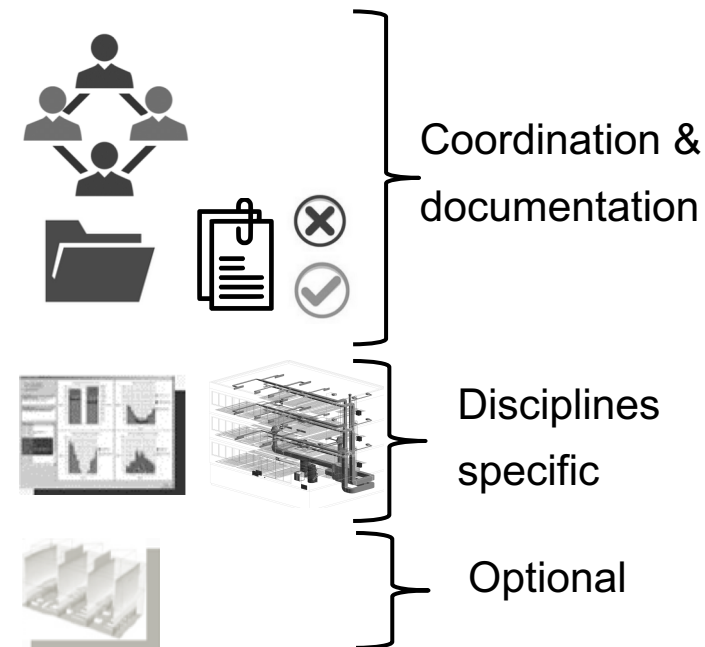 Coordination &
documentation
Disciplines
specific
Optional